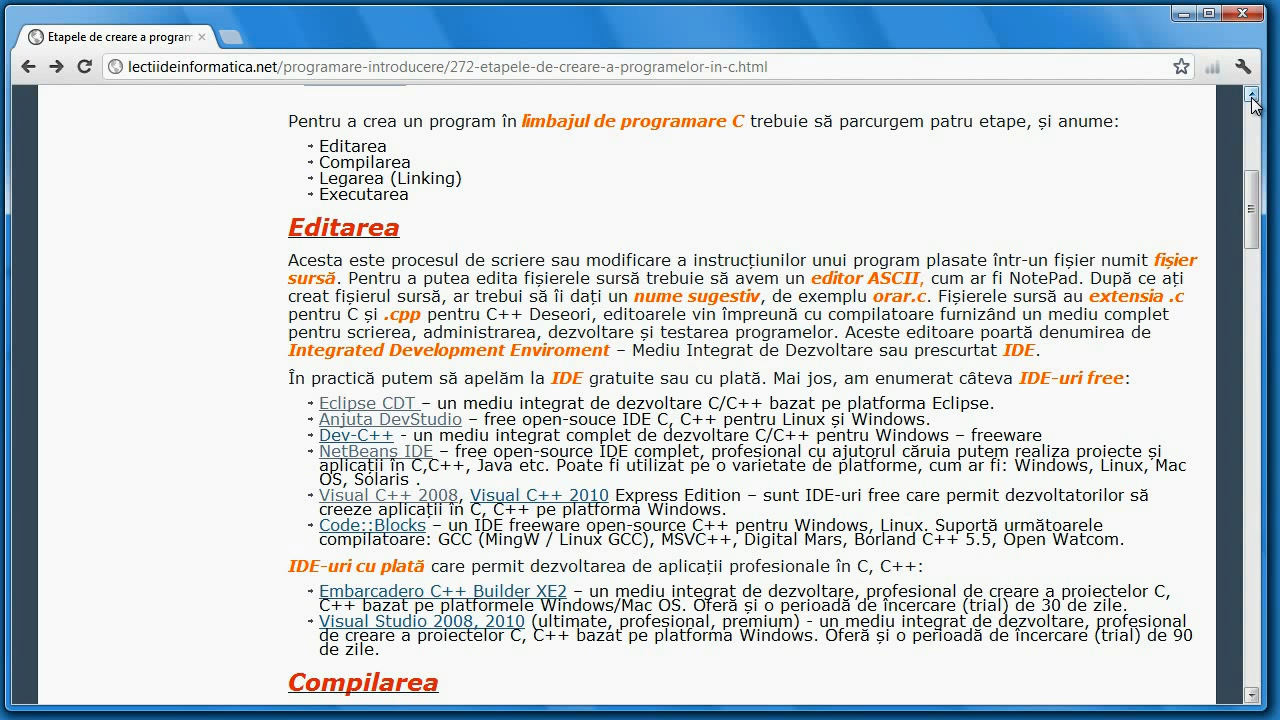 Etapele de creare a program
lectiideinformatica.net/programare-introducere/272-etapele-de-creare-a-programelor-in-c.html
Pentru a crea un program în limbajul de programare C trebuie să parcurgem patru etape, și anume:
Editarea
Compilarea
Legarea (Linking)
Executarea
Editarea
Acesta este procesul de scriere sau modificare a instrucțiunilor unui program plasate într-un fișier numit fișier
sursă. Pentru a putea edita fișierele sursă trebuie să avem un editor ASCII, cum ar fi NotePad. După ce ați
creat fișierul sursă, ar trebui să îi dați un nume sugestiv, de exemplu orar.c. Fișierele sursă au extensia .c
pentru C și .cpp pentru C++ Deseori, editoarele vin împreună cu compilatoare furnizând un mediu complet
pentru scrierea, administrarea, dezvoltare și testarea programelor. Aceste editoare poartă denumirea de
Integrated Development Enviroment – Mediu Integrat de Dezvoltare sau prescurtat IDE.
În practică putem să apelăm la IDE gratuite sau cu plată. Mai jos, am enumerat câteva IDE-uri free:
Eclipse CDT – un mediu integrat de dezvoltare C/C++ bazat pe platforma Eclipse.
Anjuta DevStudio – free open-souce IDE C, C++ pentru Linux și Windows.
Dev-C++ - un mediu integrat complet de dezvoltare C/C++ pentru Windows – freeware
NetBeans IDE – free open-source IDE complet, profesional cu ajutorul căruia putem realiza proiecte și
aplicații în C,C++, Java etc. Poate fi utilizat pe o varietate de platforme, cum ar fi: Windows, Linux, Mac
OS, Solaris .
Visual C++ 2008, Visual C++ 2010 Express Edition – sunt IDE-uri free care permit dezvoltatorilor să
creeze aplicații în C, C++ pe platforma Windows.
Code::Blocks – un IDE freeware open-source C++ pentru Windows, Linux. Suportă următoarele
compilatoare: GCC (MingW / Linux GCC), MSVC++, Digital Mars, Borland C++ 5.5, Open Watcom.
IDE-uri cu plată care permit dezvoltarea de aplicații profesionale în C, C++:
Embarcadero C++ Builder XE2 – un mediu integrat de dezvoltare, profesional de creare a proiectelor C,
C++ bazat pe platformele Windows/Mac OS. Oferă și o perioadă de încercare (trial) de 30 de zile.
Visual Studio 2008, 2010 (ultimate, profesional, premium) - un mediu integrat de dezvoltare, profesional
de creare a proiectelor C, C++ bazat pe platforma Windows. Oferă și o perioadă de încercare (trial) de 90
de zile.
Compilarea